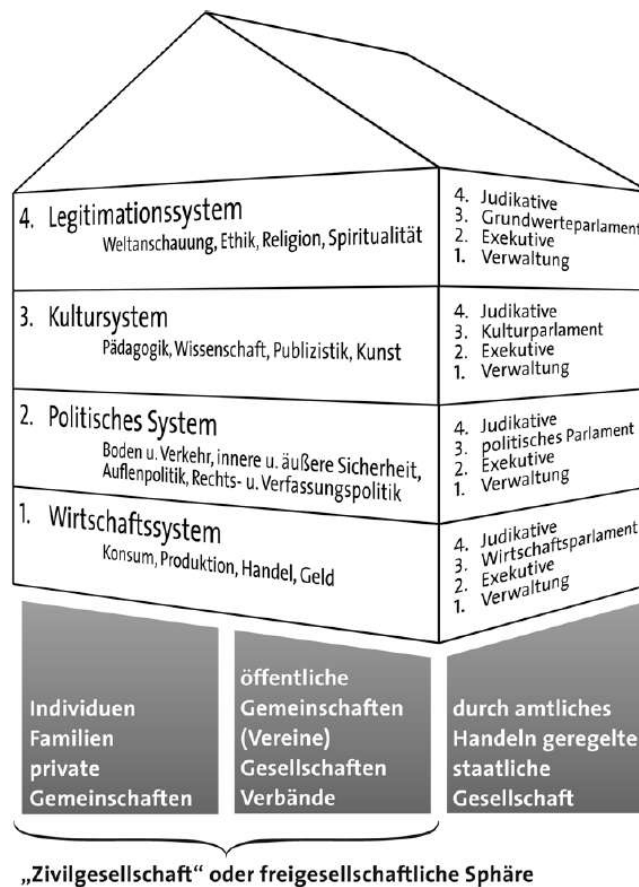 4. Legitimationssystem
Weltanschauung, Ethik, Religion, Spiritualität
4. Judikative
3. Grundwerteparlament
2. Exekutive
1. Verwaltung
3. Kultursystem
Pädagogik, Wissenschaft, Publizistik, Kunst
4. Judikative
3. Kulturparlament
2. Exekutive
1. Verwaltung
2. Politisches System
Boden u. Verkehr, innere u. äußere Sicherheit,
Auflenpolitik, Rechts- u. Verfassungspolitik
4. Judikative
3. politisches Parlament
2. Exekutive
1. Verwaltung
1. Wirtschaftssystem
Konsum, Produktion, Handel, Geld
4. Judikative
3. Wirtschaftsparlament
2. Exekutive
1. Verwaltung
Individuen
Familien
private
Gemeinschaften
öffentliche
Gemeinschaften
(Vereine)
Gesellschaften
Verbände
durch amtliches
Handeln geregelte
staatliche
Gesellschaft
„Zivilgesellschaft“ oder freigesellschaftliche Sphäre